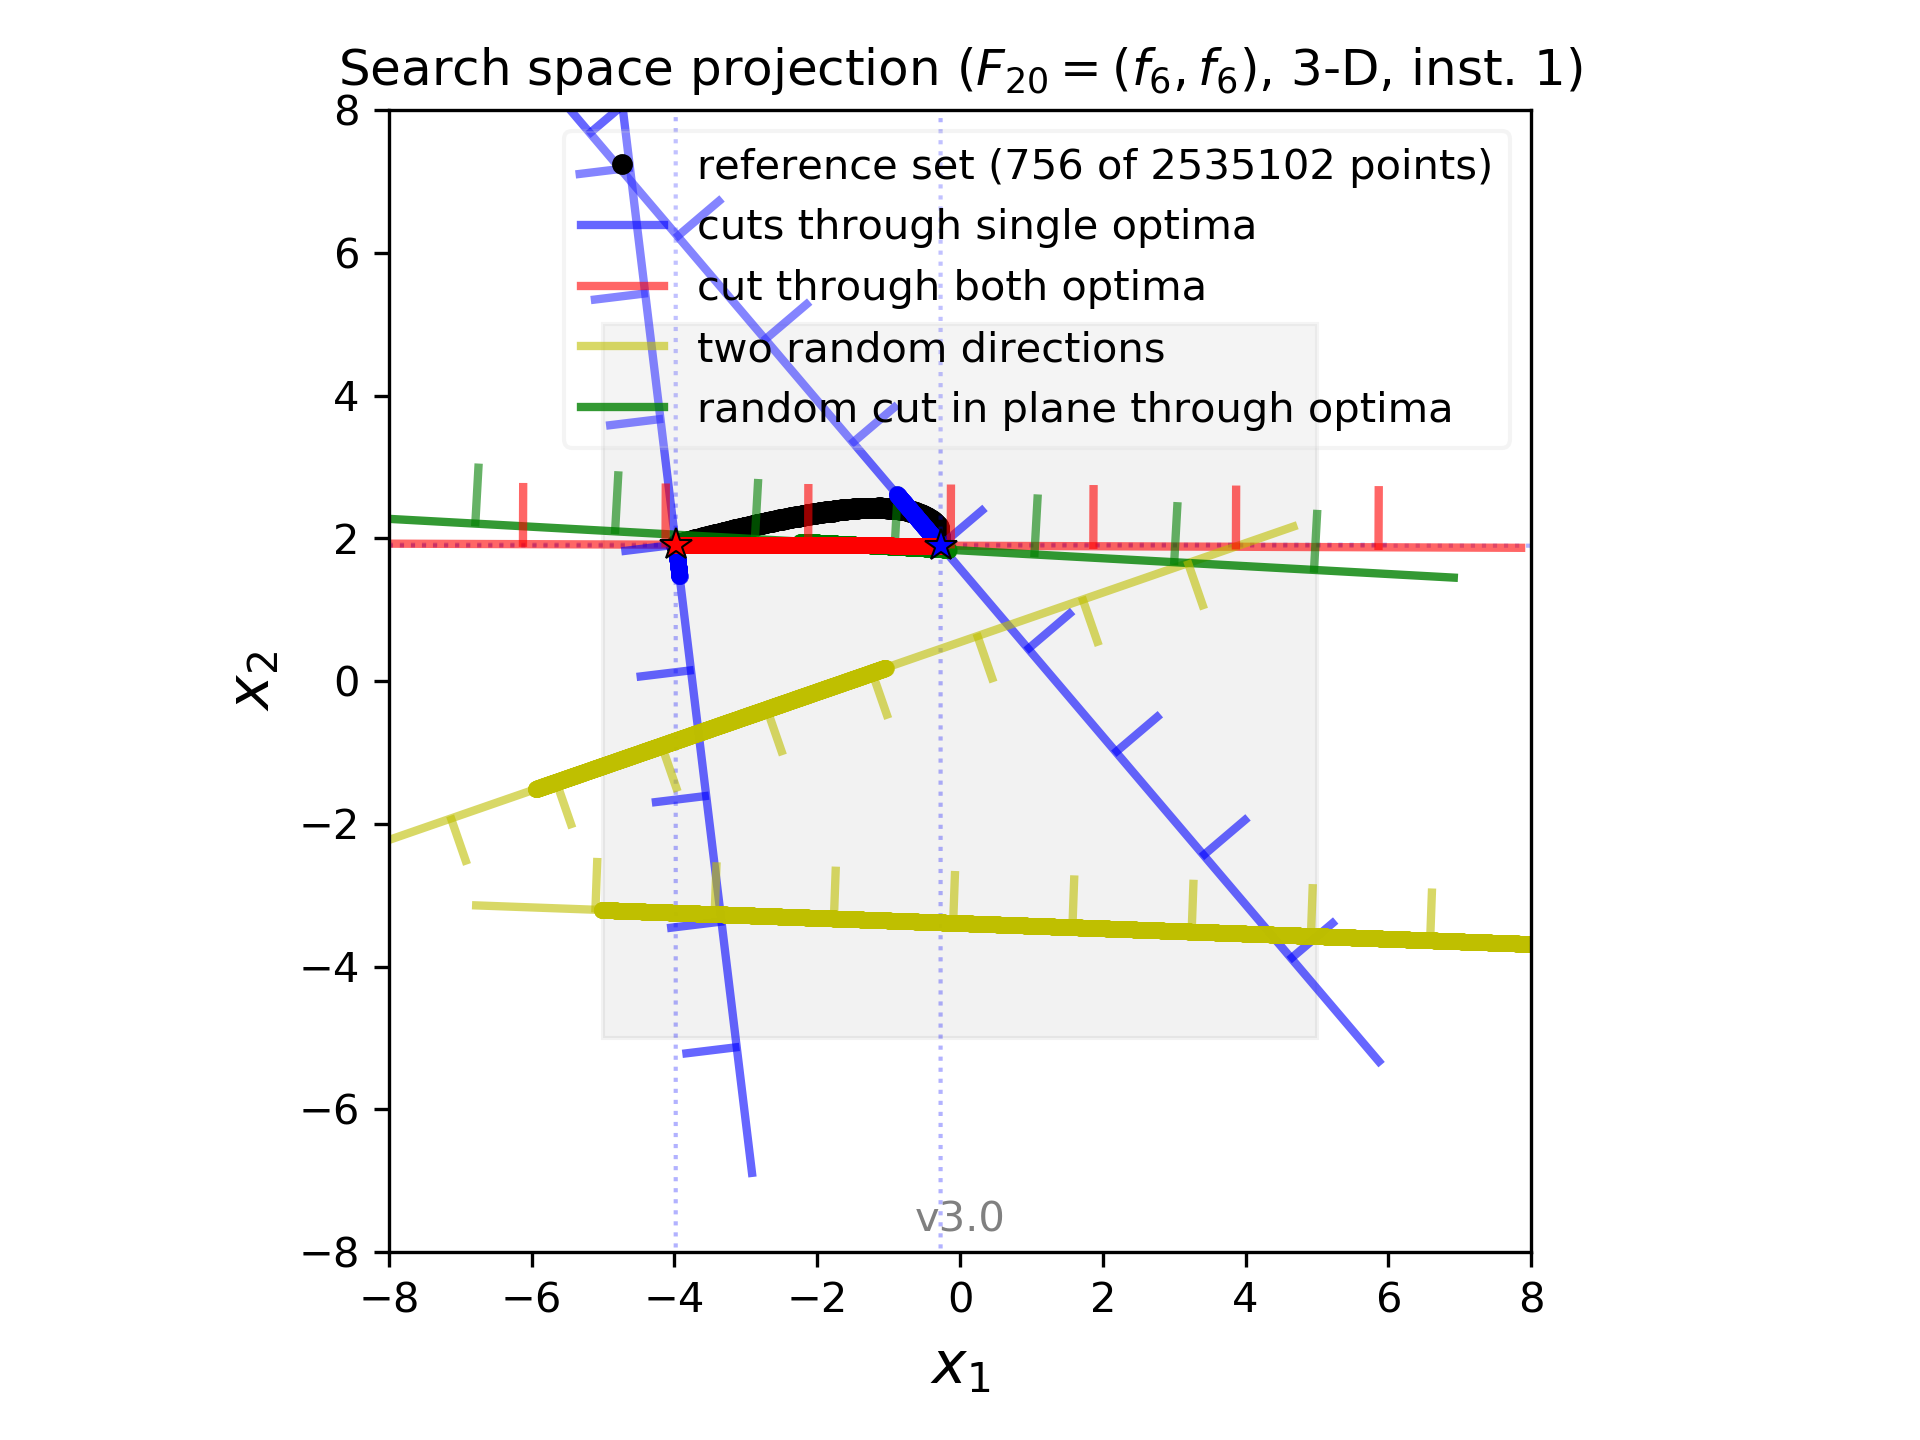 Search space projection (F₂₀ = (f₆, f₆), 3-D, inst. 1)
reference set (756 of 2535102 points)
cuts through single optima
cut through both optima
two random directions
random cut in plane through optima
8
6
4
2
0
−2
−4
−6
−8
x₂
v3.0
−8 −6 −4 −2 0 2 4 6 8
x₁